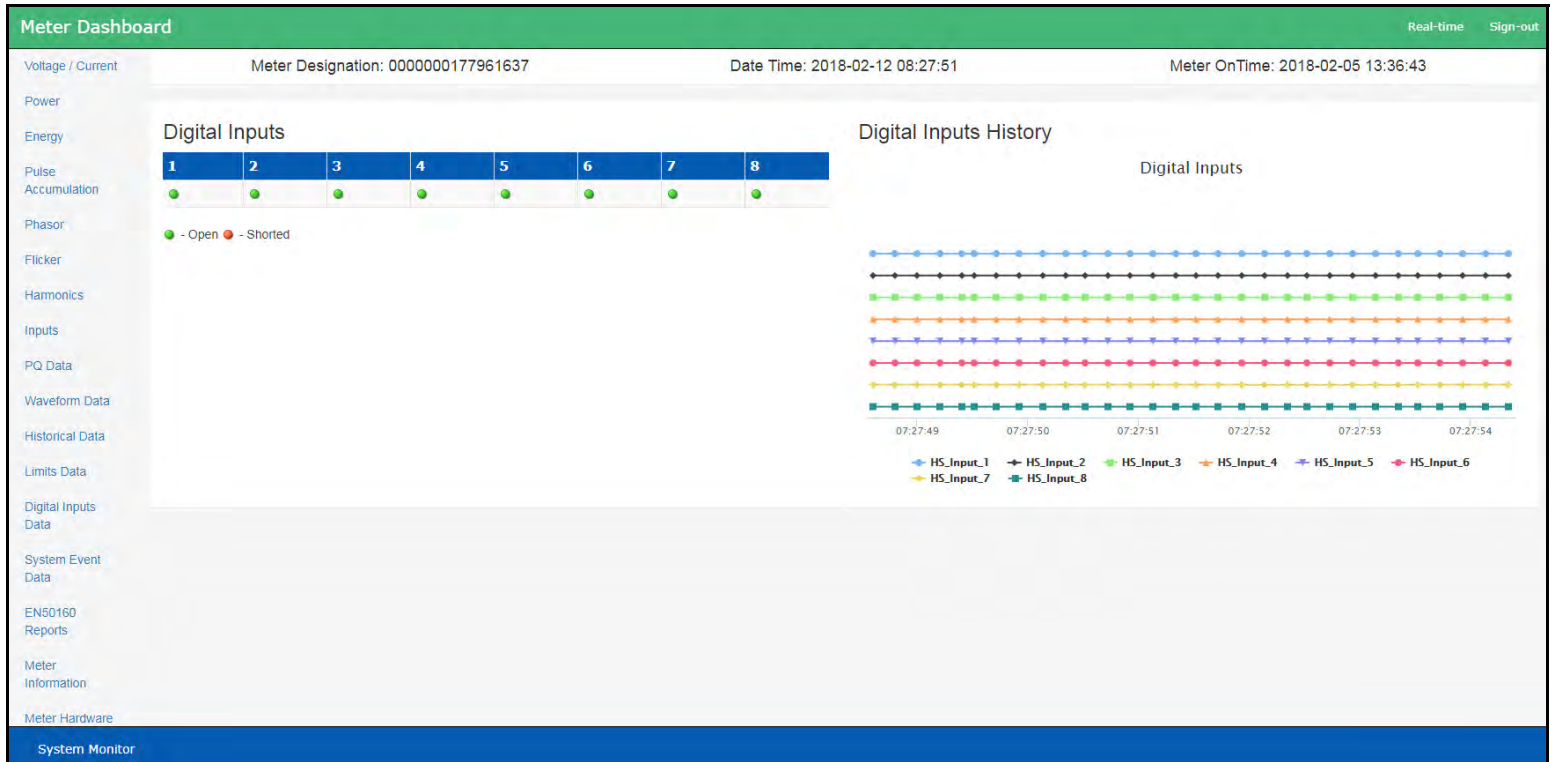 Meter Dashboard
Real-time Sign-out
Meter Designation: 0000000177961637
Date Time: 2018-02-12 08:27:51
Meter OnTime: 2018-02-05 13:36:43
Voltage / Current
Power
Energy
Pulse
Accumulation
Phasor
Flicker
Harmonics
Inputs
PQ Data
Waveform Data
Historical Data
Limits Data
Digital Inputs
Data
System Event
Data
EN50160
Reports
Meter
Information
Meter Hardware
Digital Inputs
1 2 3 4 5 6 7 8
- Open - Shorted
Digital Inputs History
Digital Inputs
07:27:49 07:27:50 07:27:51 07:27:52 07:27:53 07:27:54
HS_Input_1 HS_Input_2 HS_Input_3 HS_Input_4 HS_Input_5 HS_Input_6
HS_Input_7 HS_Input_8
System Monitor